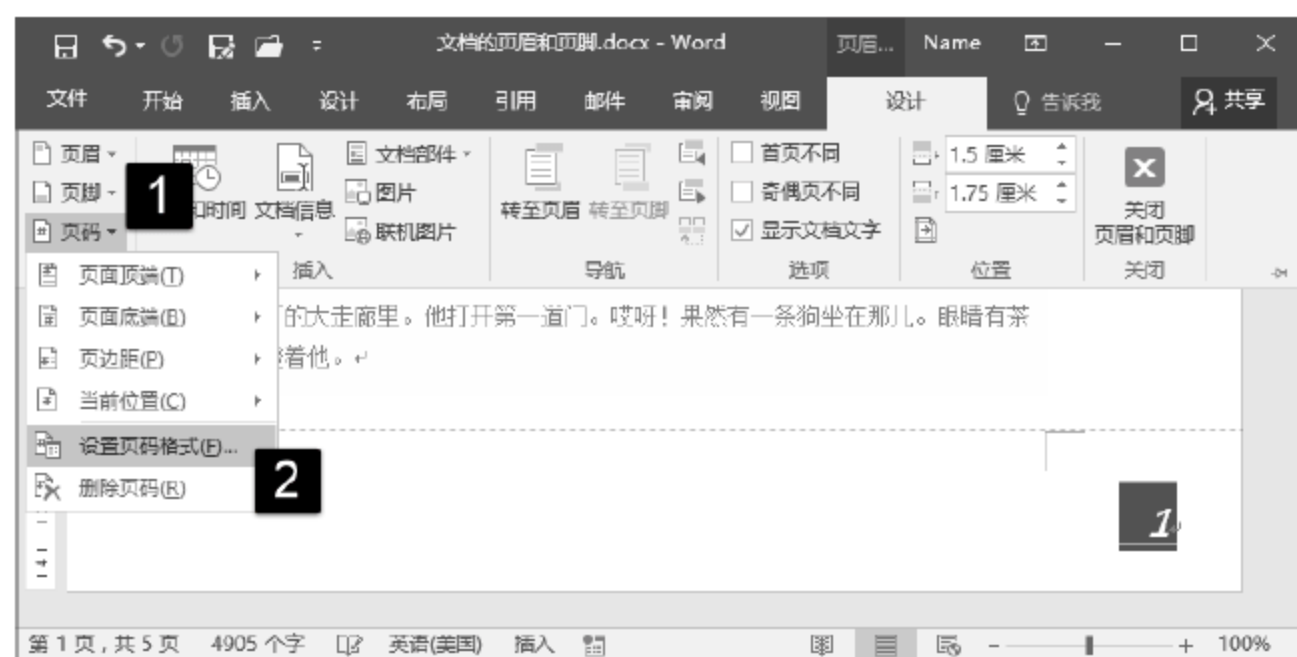 文档的页眉和页脚.docx - Word 页眉... Name
文件 开始 插入 设计 布局 引用 邮件 审阅 视图 设计 告诉我 共享
页眉 文档部件 首页不同 1.5 厘米
页脚 1 图片 奇偶页不同 1.75 厘米
和时间 文档信息 转至页眉 转至页脚 关闭
页码 联机图片 显示文档文字 页眉和页脚
插入 导航 选项 位置 关闭
页面顶端(T)
页面底端(B) 的大走廊里。他打开第一道门。哎呀！果然有一条狗坐在那儿。眼睛有茶
页边距(P) 着他。
当前位置(C)
设置页码格式(F)...
2
删除页码(R)
1
第 1 页，共 5 页 4905 个字 英语(美国) 插入 100%